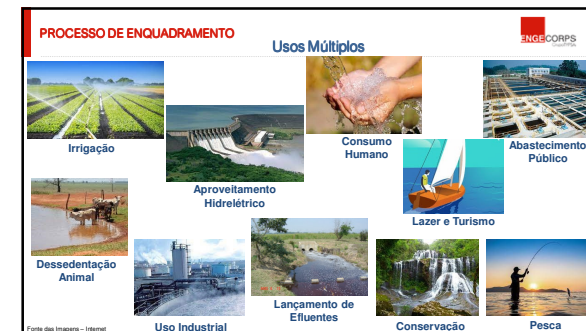 PROCESSO DE ENQUADRAMENTO
ENGECORPS
Usos Múltiplos
Irrigação
Aproveitamento
Hidrelétrico
Consumo
Humano
Abastecimento
Público
Lazer e Turismo
Dessedentação
Animal
Uso Industrial
Lançamento de
Efluentes
Conservação
Pesca
Fonte das Imagens – Internet